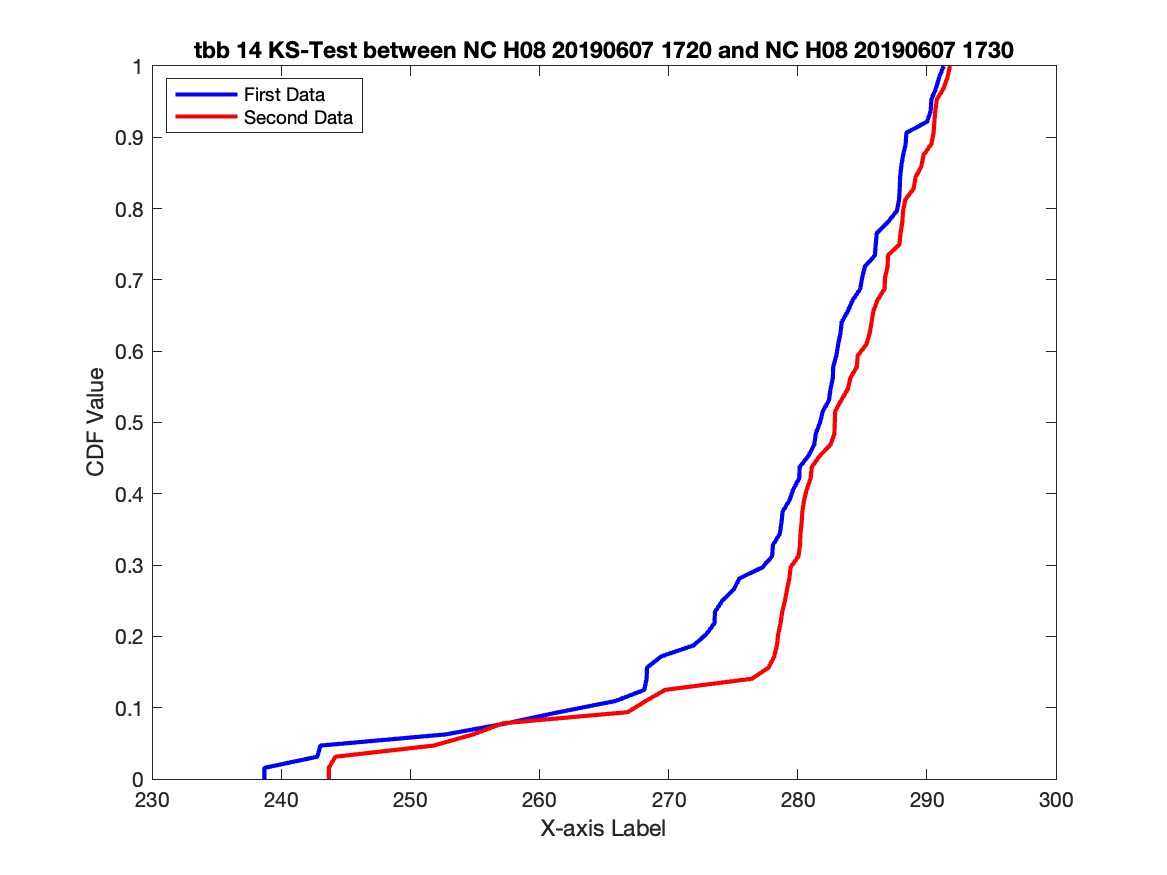 tbb 14 KS-Test between NC H08 20190607 1720 and NC H08 20190607 1730
First Data
Second Data
1
0.9
0.8
0.7
0.6
0.5
0.4
0.3
0.2
0.1
0
CDF Value
230 240 250 260 270 280 290 300
X-axis Label